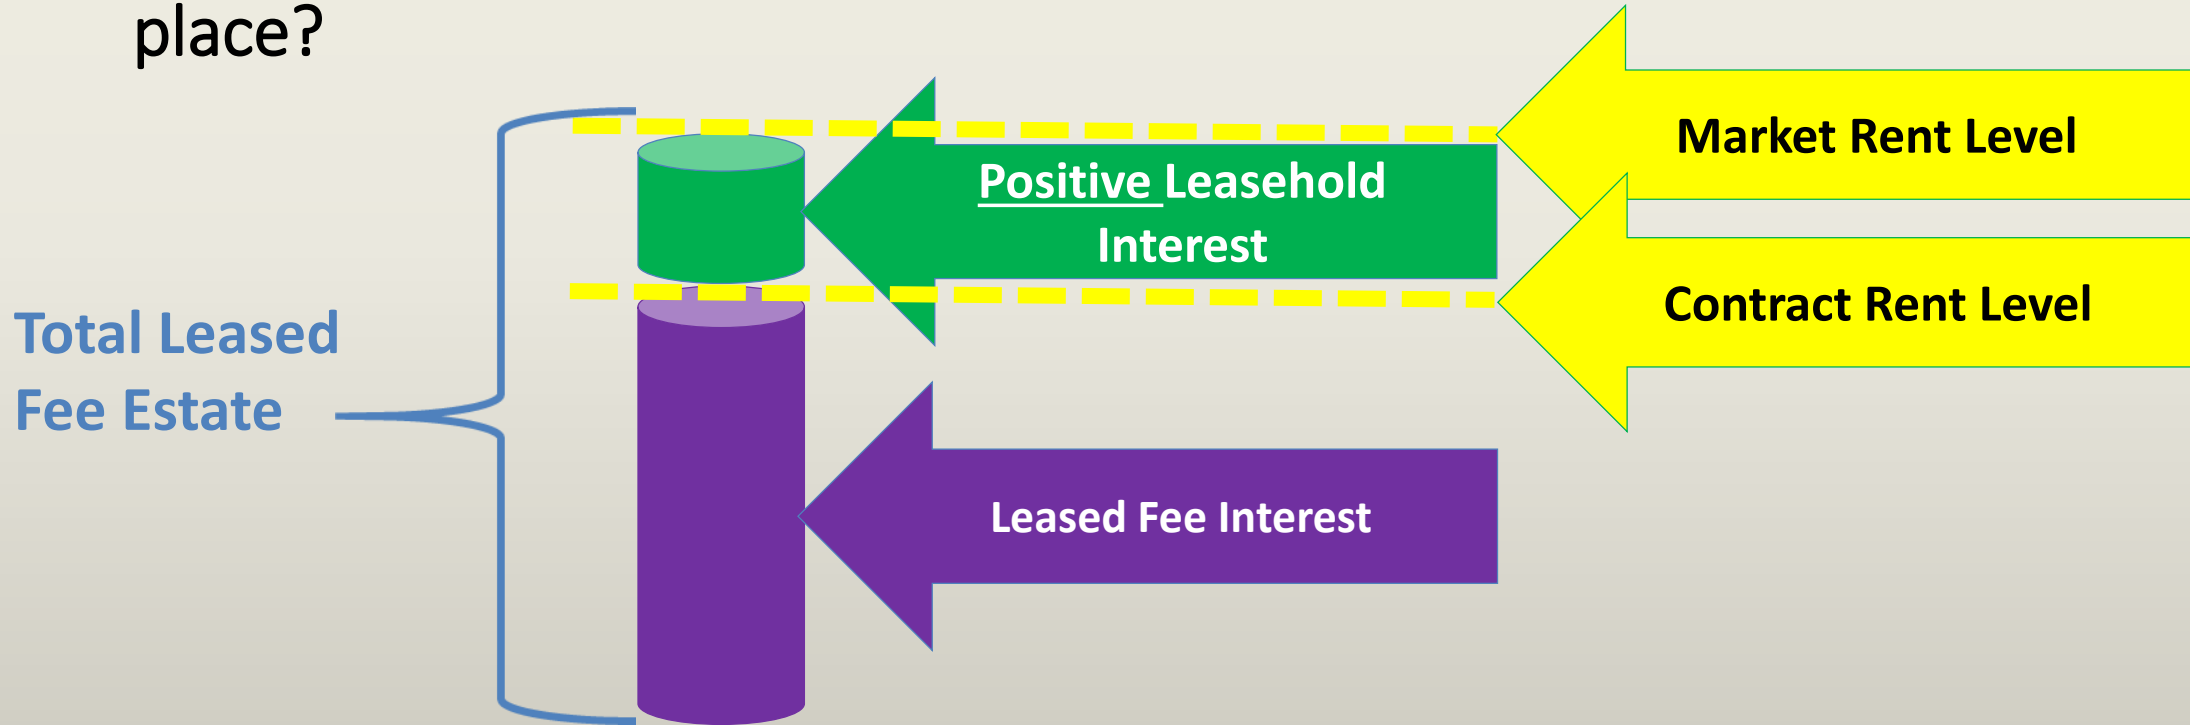 place?
Market Rent Level
Positive Leasehold
Interest
Contract Rent Level
Total Leased
Fee Estate
Leased Fee Interest